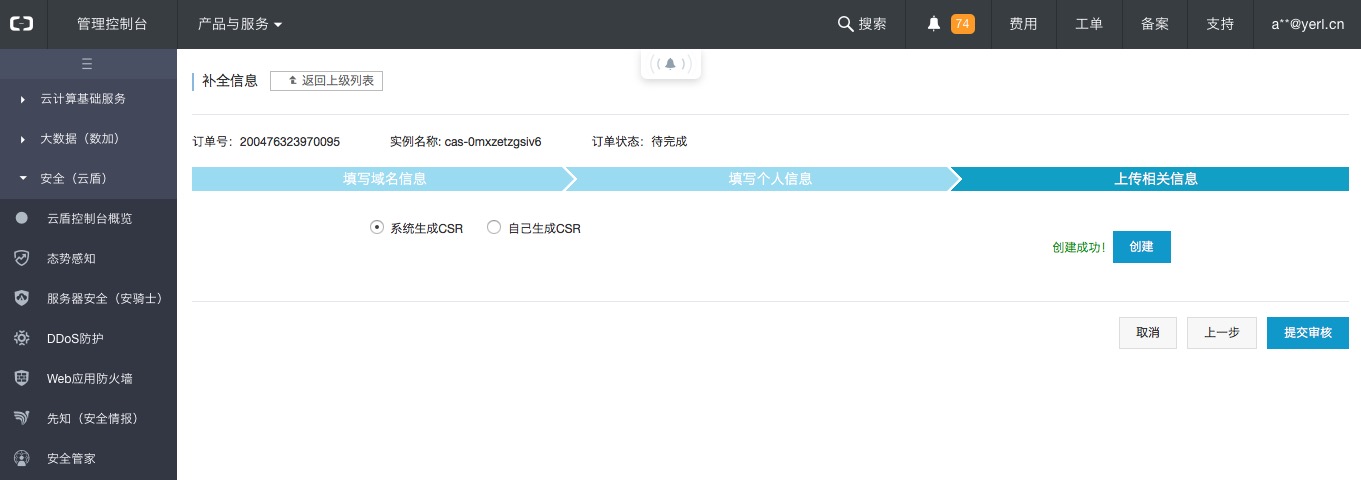 管理控制台 产品与服务 搜索 74 费用 工单 备案 支持 a**@yerl.cn
云计算基础服务
大数据（数加）
安全（云盾）
云盾控制台概览
态势感知
服务器安全（安骑士）
DDoS防护
Web应用防火墙
先知（安全情报）
安全管家
补全信息 返回上级列表
订单号：200476323970095 实例名称: cas-0mxzetzgsiv6 订单状态：待完成
填写域名信息 填写个人信息 上传相关信息
系统生成CSR 自己生成CSR
创建成功！ 创建
取消 上一步 提交审核